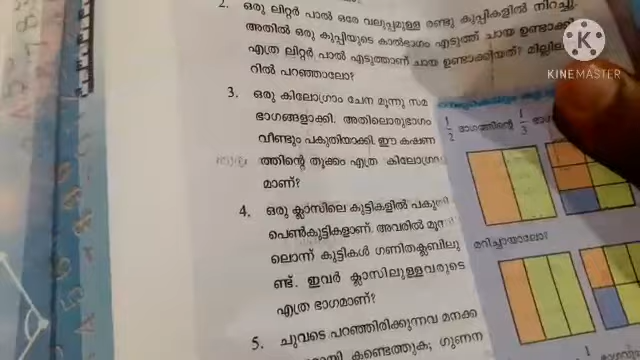 2. ഒരു ലിറ്റർ പാൽ ഒരേ വലുപ്പമുള്ള രണ്ടു കുപ്പികളിൽ നിറച്ചു.
അതിൽ ഒരു കുപ്പിയുടെ കാൽഭാഗം എടുത്ത് ചായ ഉണ്ടാക്കി
എത്ര ലിറ്റർ പാൽ എടുത്താണ് ചായ ഉണ്ടാക്കിയത്? മില്ലിലി
റിൽ പറഞ്ഞാലോ?
3. ഒരു കിലോഗ്രാം ചേന മൂന്നു സമ
ഭാഗങ്ങളാക്കി. അതിലൊരുഭാഗം
വീണ്ടും പകുതിയാക്കി. ഈ കഷണ
ത്തിന്റെ തൂക്കം എത്ര കിലോഗ്രാ
മാണ്?
4. ഒരു ക്ലാസിലെ കുട്ടികളിൽ പകുതി
പെൺകുട്ടികളാണ്. അവരിൽ മൂന്നി
ലൊന്ന് കുട്ടികൾ ഗണിതക്ലബിലു
ണ്ട്. ഇവർ ക്ലാസിലുള്ളവരുടെ
എത്ര ഭാഗമാണ്?
5. ചുവടെ പറഞ്ഞിരിക്കുന്നവ മനക്ക
കണ്ടെത്തുക; ഗുണന
1/2 ഭാഗത്തിന്റെ 1/3 ഭാഗ
മറിച്ചായാലോ?
K
KINEMASTER